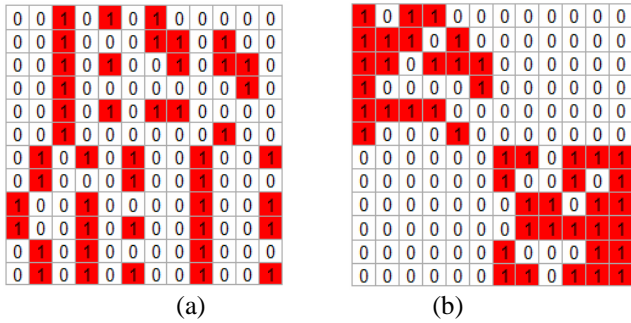 0 0 1 0 1 0 1 0 0 0 0 0
0 0 1 0 0 0 1 1 0 1 0 0
0 0 1 0 1 0 0 1 0 1 1 0
0 0 1 0 0 0 0 0 0 0 1 0
0 0 1 0 1 0 1 1 0 0 0 0
0 0 1 0 0 0 0 0 0 1 0 0
0 1 0 1 0 1 0 0 1 0 0 1
0 1 0 0 0 1 0 0 1 0 0 0
1 0 0 1 0 0 0 0 1 0 0 1
1 0 0 1 0 1 0 0 1 0 0 1
0 1 0 1 0 0 0 0 1 0 0 0
0 1 0 1 0 1 0 0 1 0 0 1
(a)
1 0 1 1 0 0 0 0 0 0 0 0
1 1 1 0 1 0 0 0 0 0 0 0
1 1 0 1 1 1 0 0 0 0 0 0
1 0 0 0 0 1 0 0 0 0 0 0
1 1 1 1 0 0 0 0 0 0 0 0
1 0 0 0 1 0 0 0 0 0 0 0
0 0 0 0 0 0 1 1 0 1 1 1
0 0 0 0 0 0 1 0 0 1 0 1
0 0 0 0 0 0 0 1 1 0 1 1
0 0 0 0 0 0 0 1 1 1 1 1
0 0 0 0 0 0 1 0 0 0 1 1
0 0 0 0 0 0 1 1 0 1 1 1
(b)